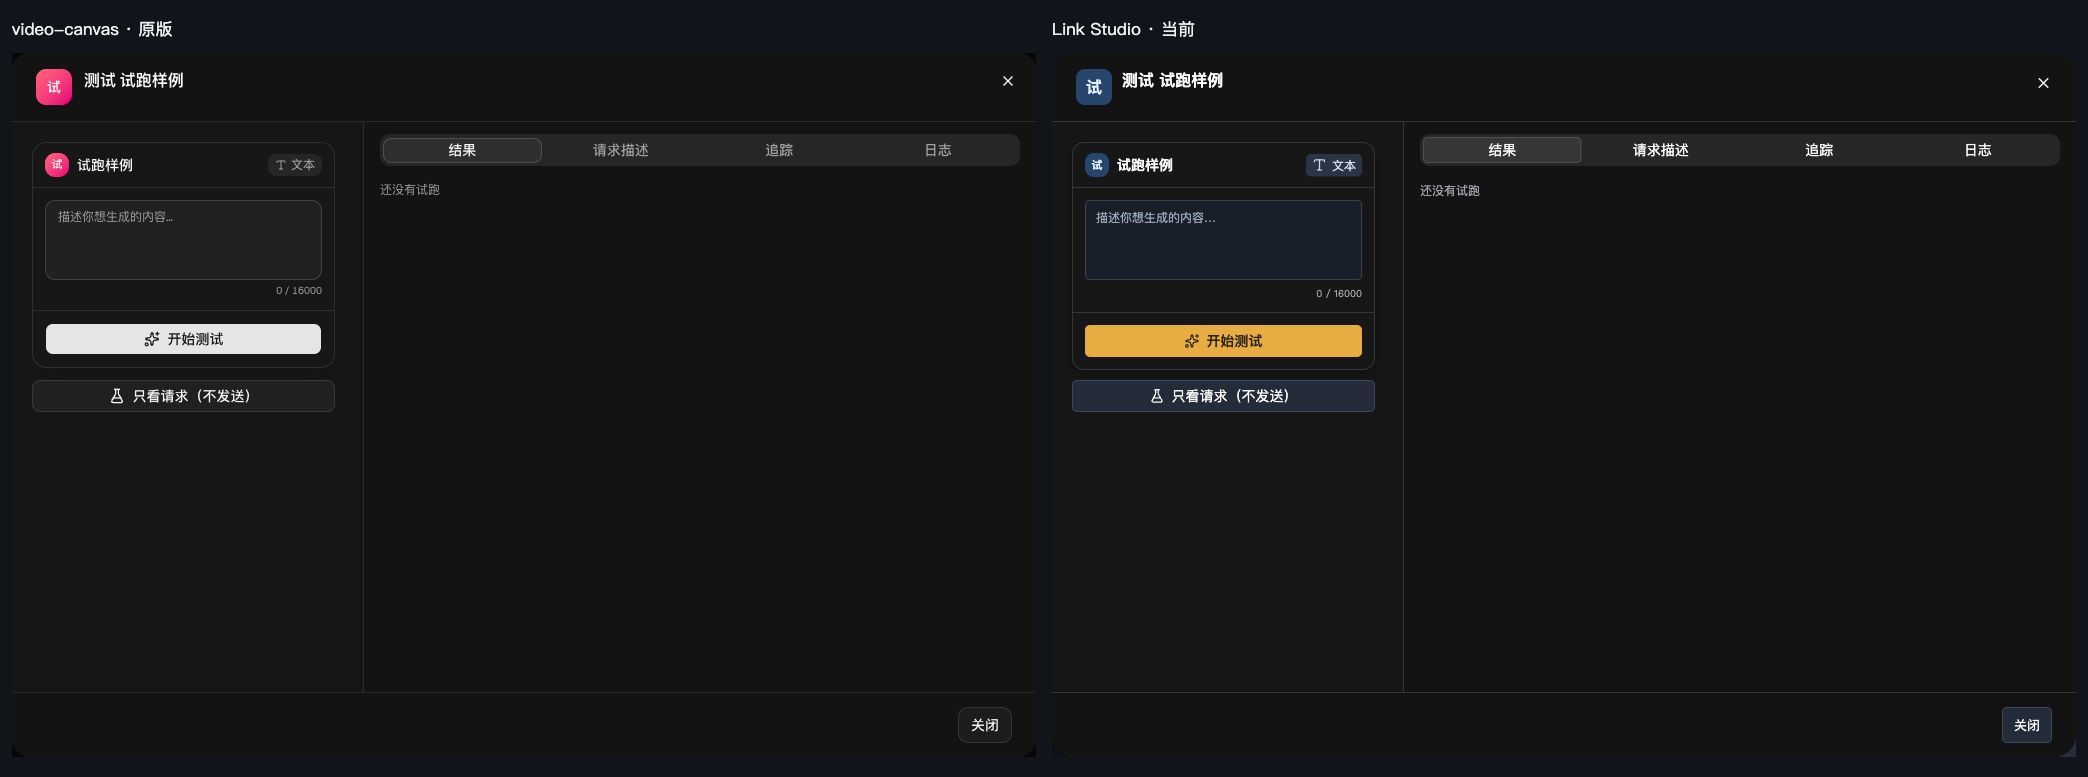 video-canvas · 原版
试
测试 试跑样例
试
试跑样例
文本
描述你想生成的内容...
0 / 16000
开始测试
只看请求（不发送）
结果
请求描述
追踪
日志
还没有试跑
关闭
Link Studio · 当前
试
测试 试跑样例
试
试跑样例
文本
描述你想生成的内容...
0 / 16000
开始测试
只看请求（不发送）
结果
请求描述
追踪
日志
还没有试跑
关闭